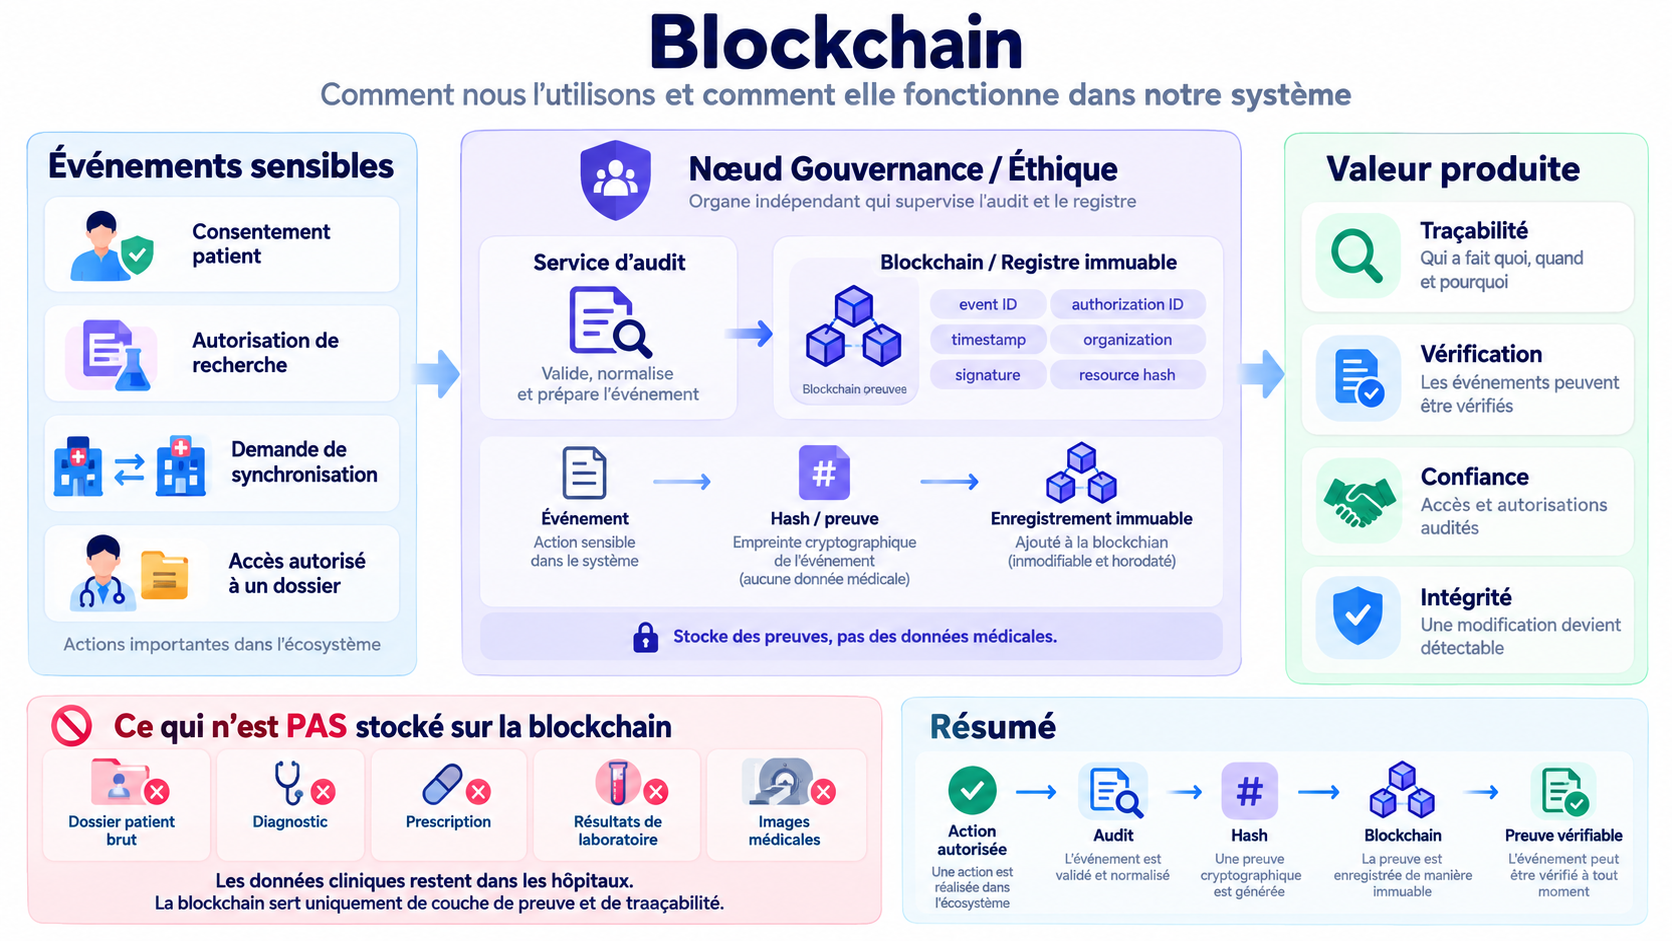 Blockchain
Comment nous l'utilisons et comment elle fonctionne dans notre système
Événements sensibles
Consentement
patient
Autorisation de
recherche
Demande de
synchronisation
Accès autorisé
à un dossier
Actions importantes dans l'écosystème
Nœud Gouvernance / Éthique
Organe indépendant qui supervise l'audit et le registre
Service d'audit
Valide, normalise
et prépare l'événement
Blockchain / Registre immuable
Blockchain preuvee
event ID
authorization ID
timestamp
organization
signature
resource hash
Événement
Action sensible
dans le système
Hash / preuve
Empreinte cryptographique
de l'événement
(aucune donnée médicale)
Enregistrement immuable
Ajouté à la blockchian
(inmodifiable et horodaté)
Stocke des preuves, pas des données médicales.
Valeur produite
Traçabilité
Qui a fait quoi, quand
et pourquoi
Vérification
Les événements peuvent
être vérifiés
Confiance
Accès et autorisations
audités
Intégrité
Une modification devient
détectable
Ce qui n'est PAS stocké sur la blockchain
Dossier patient
brut
Diagnostic
Prescription
Résultats de
laboratoire
Images
médicales
Les données cliniques restent dans les hôpitaux.
La blockchain sert uniquement de couche de preuve et de traaçabilité.
Résumé
Action
autorisée
Une action est
réalisée dans
l'écosystème
Audit
L'événement est
validé et normalisé
#
Hash
Une preuve
cryptographique
est générée
Blockchain
La preuve est
enregistrée de manière
immuable
Preuve vérifiable
L'événement peut
être vérifié à tout
moment